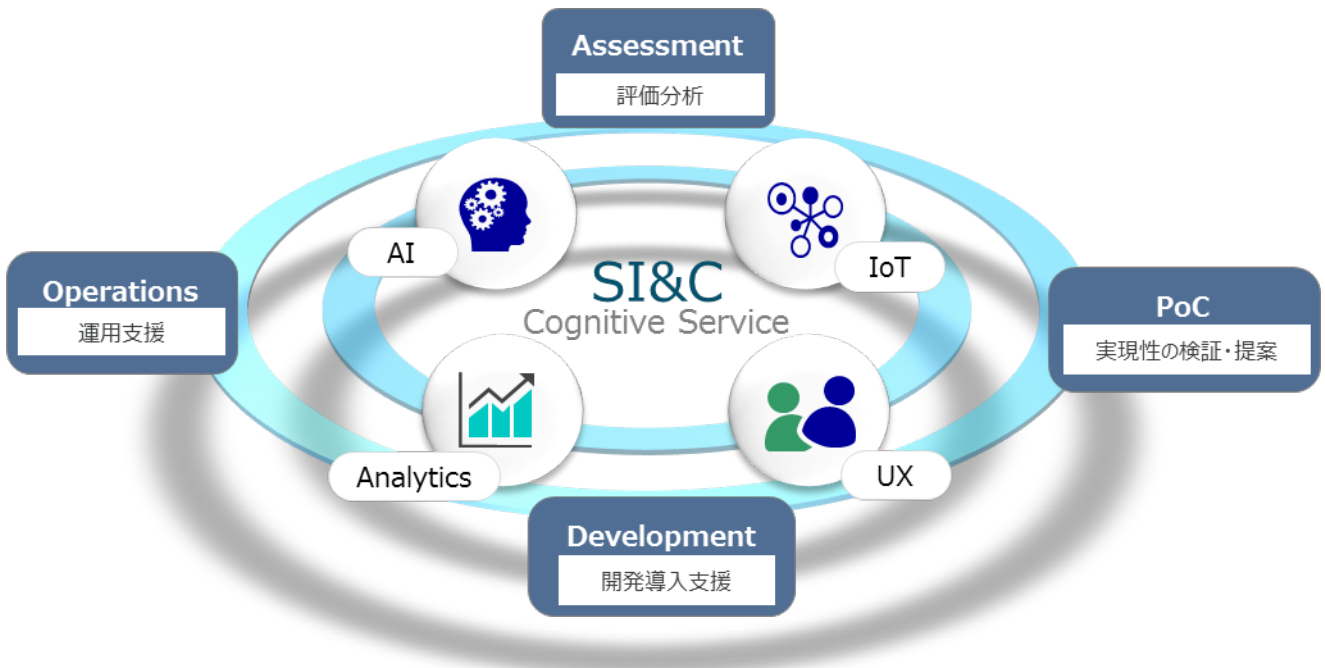 Assessment
評価分析
AI
IoT
SI&C
Cognitive Service
Operations
運用支援
PoC
実現性の検証・提案
Analytics
UX
Development
開発導入支援